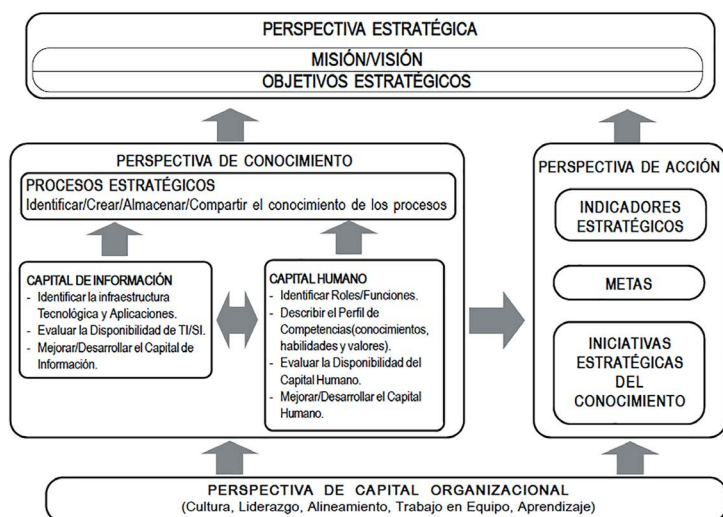 PERSPECTIVA ESTRATÉGICA
MISIÓN/VISIÓN
OBJETIVOS ESTRATÉGICOS
PERSPECTIVA DE CONOCIMIENTO
PROCESOS ESTRATÉGICOS
Identificar/Crear/Almacenar/Compartir el conocimiento de los procesos
CAPITAL DE INFORMACIÓN
- Identificar la infraestructura
Tecnológica y Aplicaciones.
- Evaluar la Disponibilidad de TI/SI.
- Mejorar/Desarrollar el Capital de
Información.
CAPITAL HUMANO
- Identificar Roles/Funciones.
- Describir el Perfil de
Competencias(conocimientos,
habilidades y valores).
- Evaluar la Disponibilidad del
Capital Humano.
- Mejorar/Desarrollar el Capital
Humano.
PERSPECTIVA DE ACCIÓN
INDICADORES
ESTRATÉGICOS
METAS
INICIATIVAS
ESTRATÉGICAS
DEL
CONOCIMIENTO
PERSPECTIVA DE CAPITAL ORGANIZACIONAL
(Cultura, Liderazgo, Alineamiento, Trabajo en Equipo, Aprendizaje)